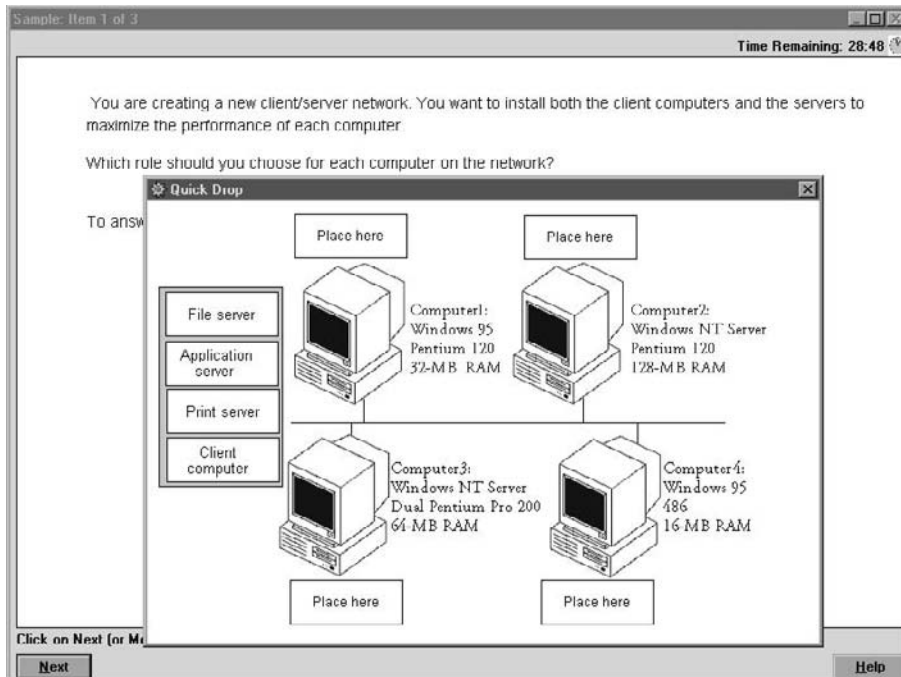 Sample: Item 1 of 3
Time Remaining: 28:48
You are creating a new client/server network. You want to install both the client computers and the servers to
maximize the performance of each computer.
Which role should you choose for each computer on the network?
To answ
Quick Drop
Place here
Place here
File server
Application
server
Print server
Client
computer
Computer1:
Windows 95
Pentium 120
32-MB RAM
Computer2:
Windows NT Server
Pentium 120
128-MB RAM
Computer3:
Windows NT Server
Dual Pentium Pro 200
64-MB RAM
Computer4:
Windows 95
486
16-MB RAM
Place here
Place here
Click on Next (or Mo
Next
Help